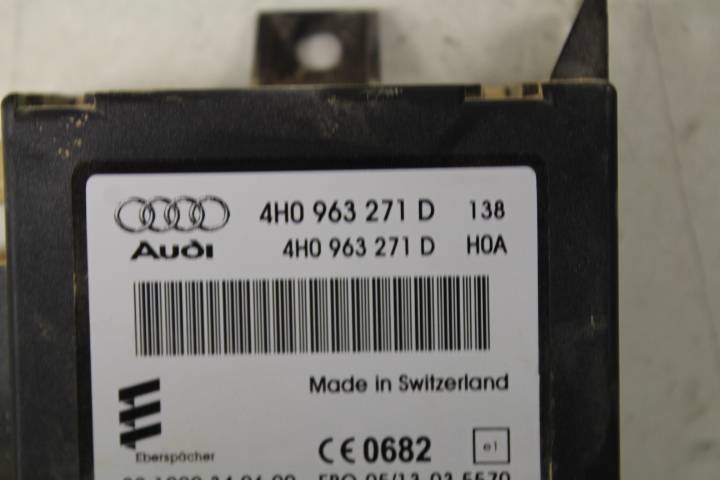 4H0 963 271 D 138
Audi 4H0 963 271 D H0A
Made in Switzerland
Eberspächer CE 0682 e1